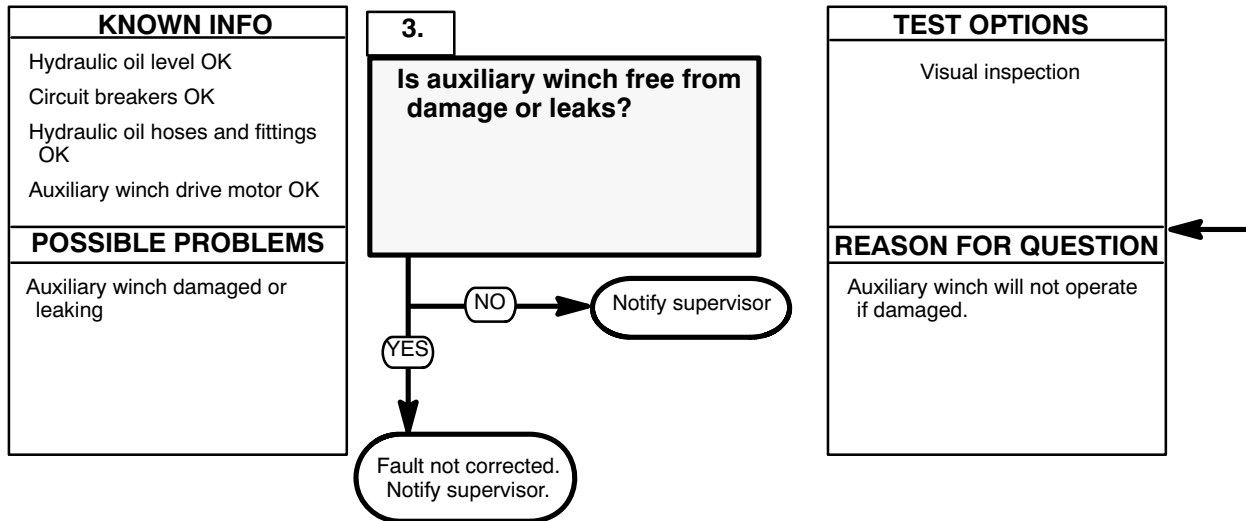 KNOWN INFO
Hydraulic oil level OK
Circuit breakers OK
Hydraulic oil hoses and fittings
OK
Auxiliary winch drive motor OK
POSSIBLE PROBLEMS
Auxiliary winch damaged or
leaking
3.
Is auxiliary winch free from
damage or leaks?
NO
Notify supervisor
YES
Fault not corrected.
Notify supervisor.
TEST OPTIONS
Visual inspection
REASON FOR QUESTION
Auxiliary winch will not operate
if damaged.